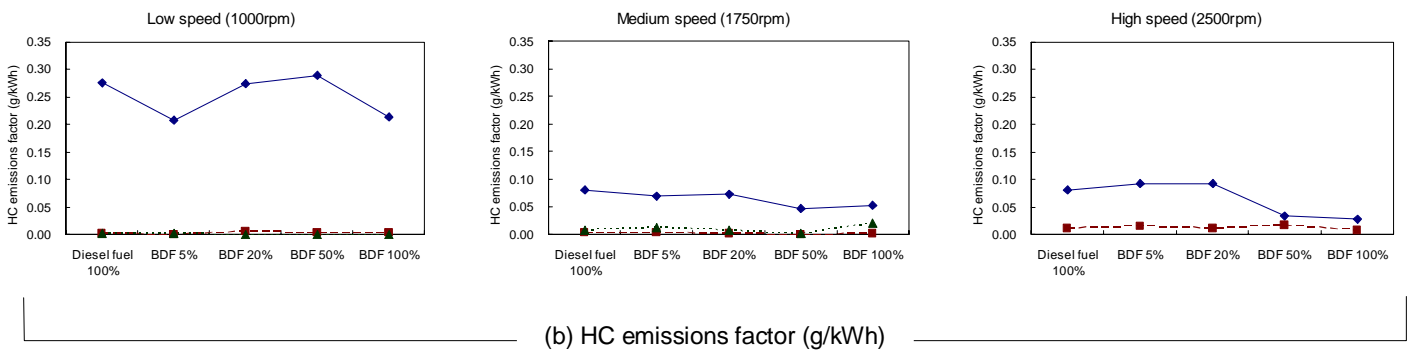 Low speed (1000rpm)
HC emissions factor (g/kWh)
0.35
0.30
0.25
0.20
0.15
0.10
0.05
0.00
Diesel fuel 100%
BDF 5%
BDF 20%
BDF 50%
BDF 100%
Medium speed (1750rpm)
HC emissions factor (g/kWh)
0.35
0.30
0.25
0.20
0.15
0.10
0.05
0.00
Diesel fuel 100%
BDF 5%
BDF 20%
BDF 50%
BDF 100%
High speed (2500rpm)
HC emissions factor (g/kWh)
0.35
0.30
0.25
0.20
0.15
0.10
0.05
0.00
Diesel fuel 100%
BDF 5%
BDF 20%
BDF 50%
BDF 100%
(b) HC emissions factor (g/kWh)